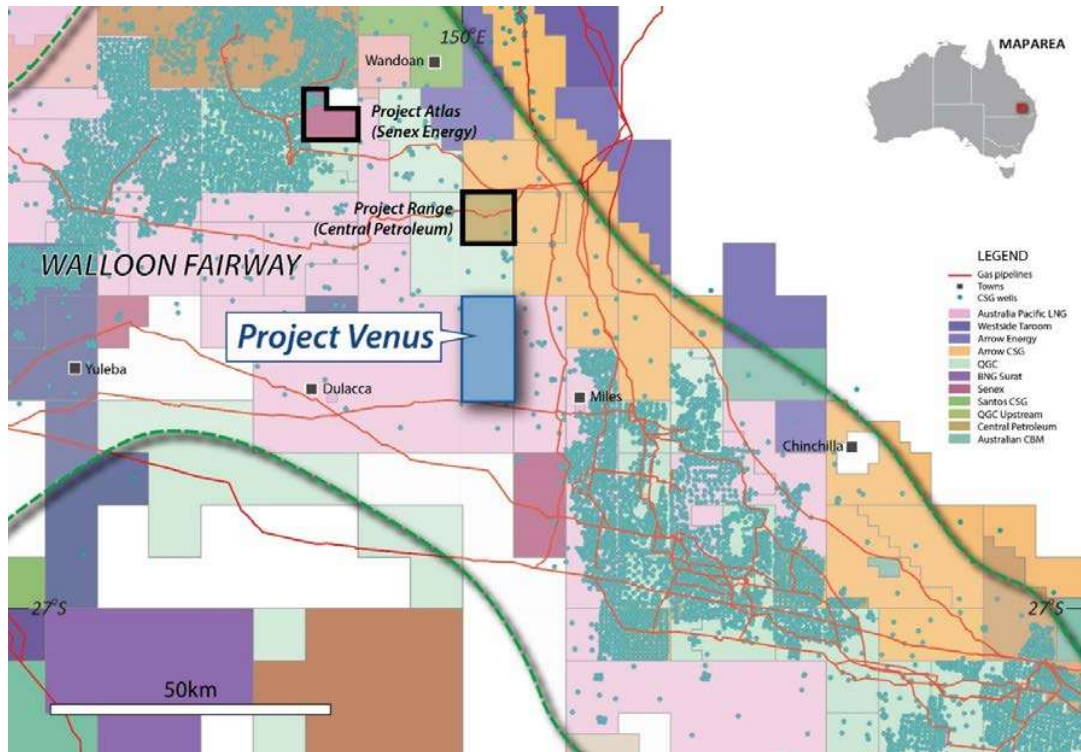 150°E
MAPAREA
Wandoan
Project Atlas
(Senex Energy)
Project Range
(Central Petroleum)
WALLOON FAIRWAY
LEGEND
Gas pipelines
Towns
CSG wells
Australia Pacific LNG
Westside Taroom
Arrow Energy
Arrow CSG
QGC
BNG Surat
Senex
Santos CSG
QGC Upstream
Central Petroleum
Australian CBM
Project Venus
Yuleba
Dulacca
Miles
Chinchilla
27°S
27°S
50km